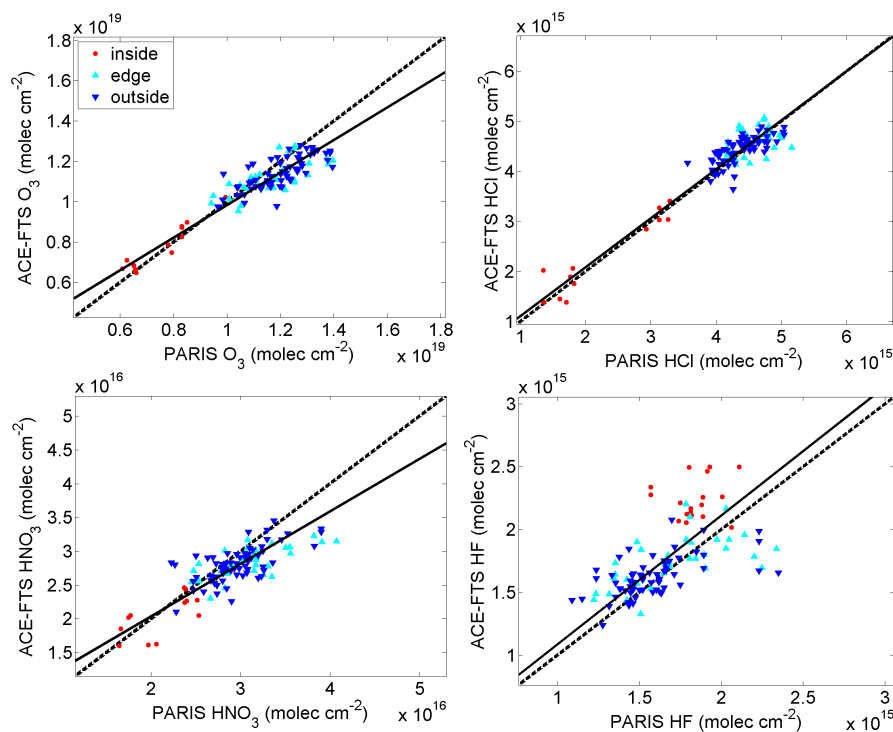 x 10^19
1.8
1.6
1.4
1.2
1
0.8
0.6
ACE-FTS O₃ (molec cm⁻²)
inside
edge
outside
0.6 0.8 1 1.2 1.4 1.6 1.8
PARIS O₃ (molec cm⁻²)
x 10^19
x 10^15
6
5
4
3
2
1
ACE-FTS HCl (molec cm⁻²)
1 2 3 4 5 6
PARIS HCl (molec cm⁻²)
x 10^15
x 10^16
5
4.5
4
3.5
3
2.5
2
1.5
ACE-FTS HNO₃ (molec cm⁻²)
2 3 4 5
PARIS HNO₃ (molec cm⁻²)
x 10^16
x 10^15
3
2.5
2
1.5
1
ACE-FTS HF (molec cm⁻²)
1 1.5 2 2.5 3
PARIS HF (molec cm⁻²)
x 10^15